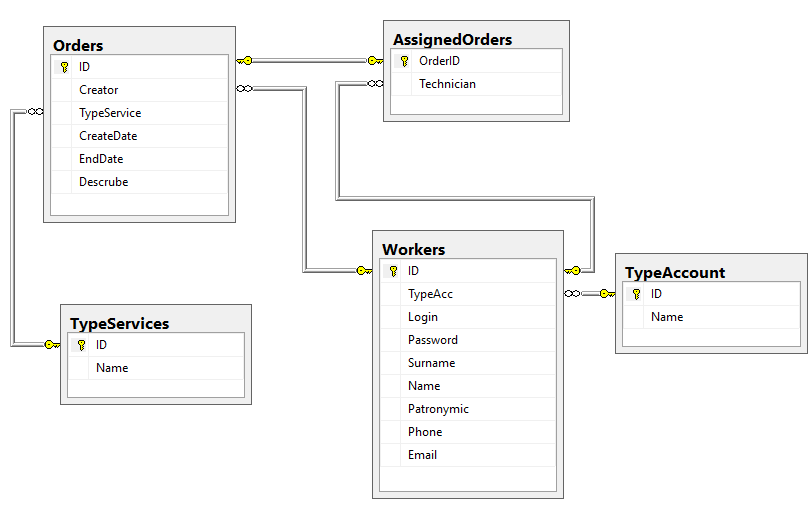 Orders
ID
Creator
TypeService
CreateDate
EndDate
Descrube
AssignedOrders
OrderID
Technician
Workers
ID
TypeAcc
Login
Password
Surname
Name
Patronymic
Phone
Email
TypeAccount
ID
Name
TypeServices
ID
Name